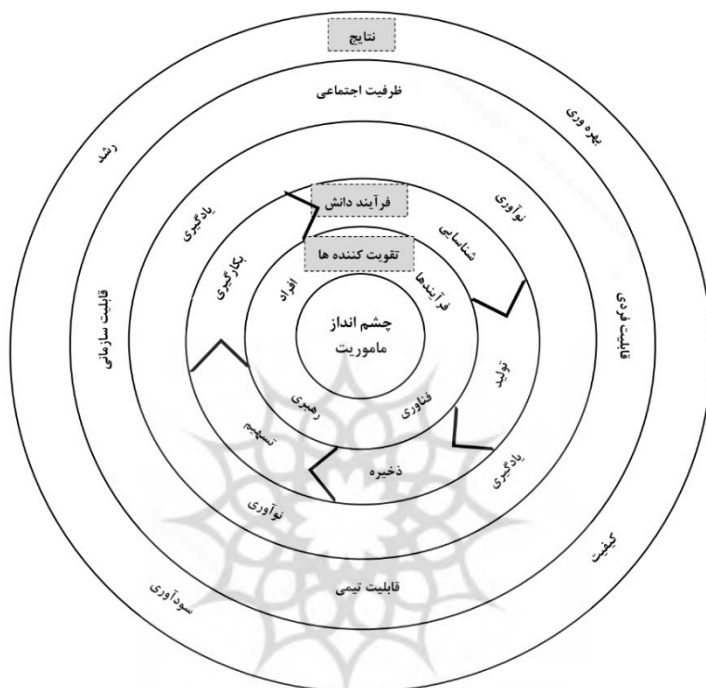 نتایج
ظرفیت اجتماعی
بهره وری
رشد
نوآوری
یادگیری
فرآیند دانش
شناسایی
تقویت کننده ها
بکارگیری
افراد
فرآیندها
چشم انداز
ماموریت
قابلیت فردی
قابلیت سازمانی
تولید
فناوری
رهبری
تسهیم
ذخیره
یادگیری
نوآوری
کیفیت
قابلیت تیمی
سودآوری